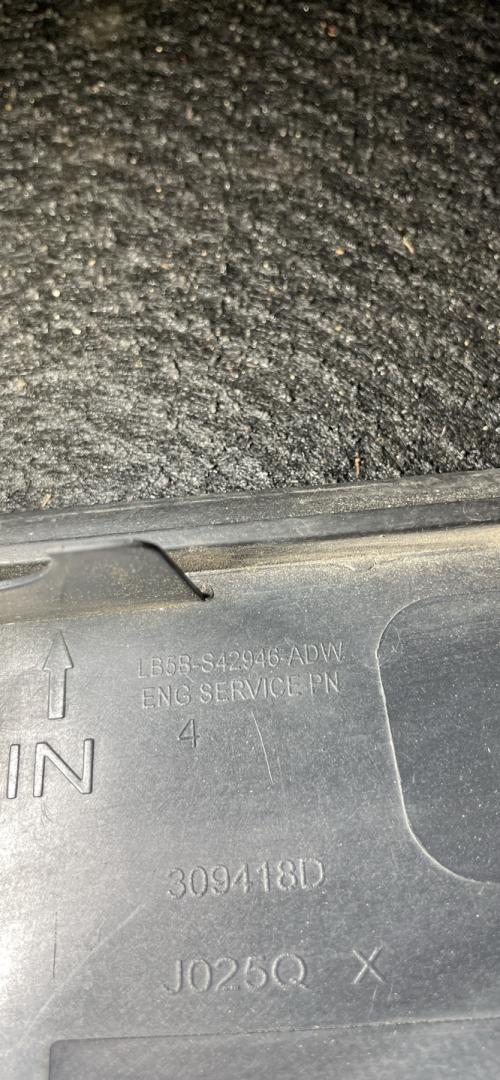 LB5B-S42946-ADW
ENG SERVICE PN
4
IN
309418D
J025Q X